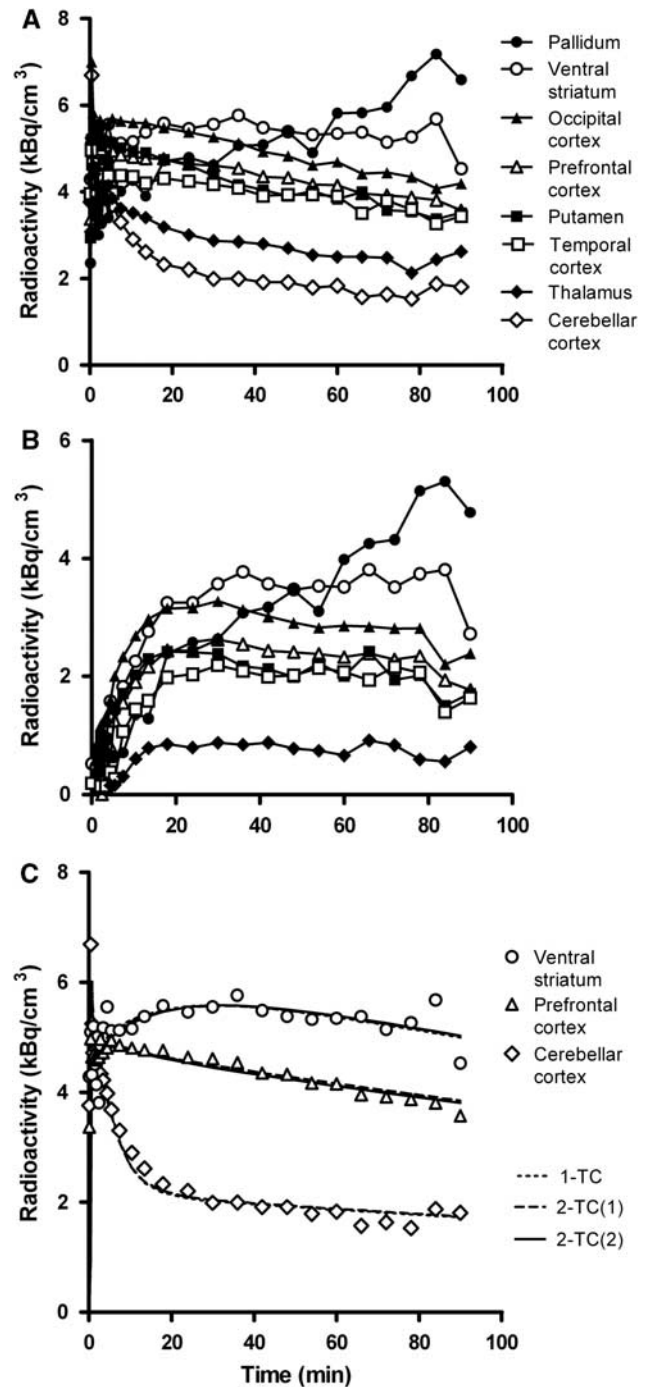 A
8
6
4
2
0
Radioactivity (kBq/cm 3)
0 20 40 60 80 100
Pallidum
Ventral
striatum
Occipital
cortex
Prefrontal
cortex
Putamen
Temporal
cortex
Thalamus
Cerebellar
cortex
B
6
4
2
0
Radioactivity (kBq/cm 3)
0 20 40 60 80 100
C
8
6
4
2
0
Radioactivity (kBq/cm 3)
Ventral
striatum
Prefrontal
cortex
Cerebellar
cortex
1-TC
2-TC(1)
2-TC(2)
0 20 40 60 80 100
Time (min)